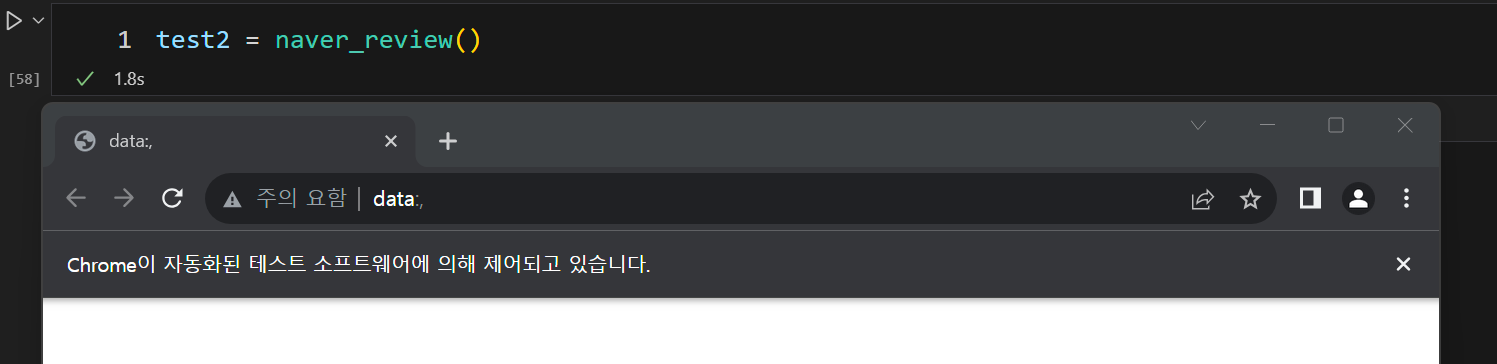 1 test2 = naver_review()
[58] 1.8s
data:,
주의 요함 | data:,
Chrome이 자동화된 테스트 소프트웨어에 의해 제어되고 있습니다.